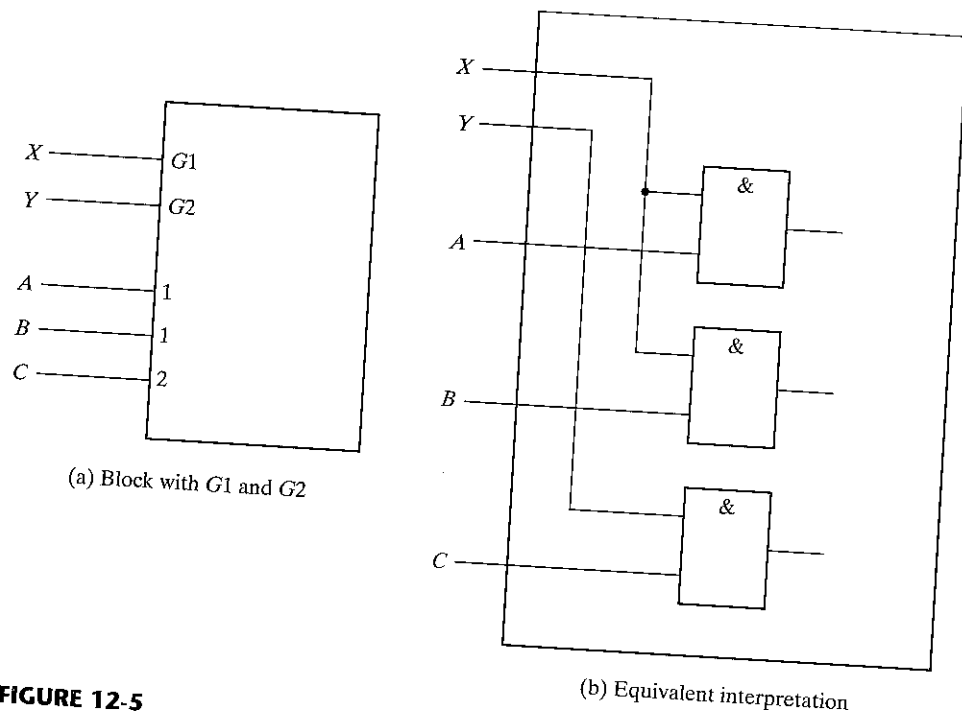 X
G1
Y
G2
A
1
B
1
C
2
(a) Block with G1 and G2
X
Y
&
A
&
B
&
C
(b) Equivalent interpretation
FIGURE 12-5